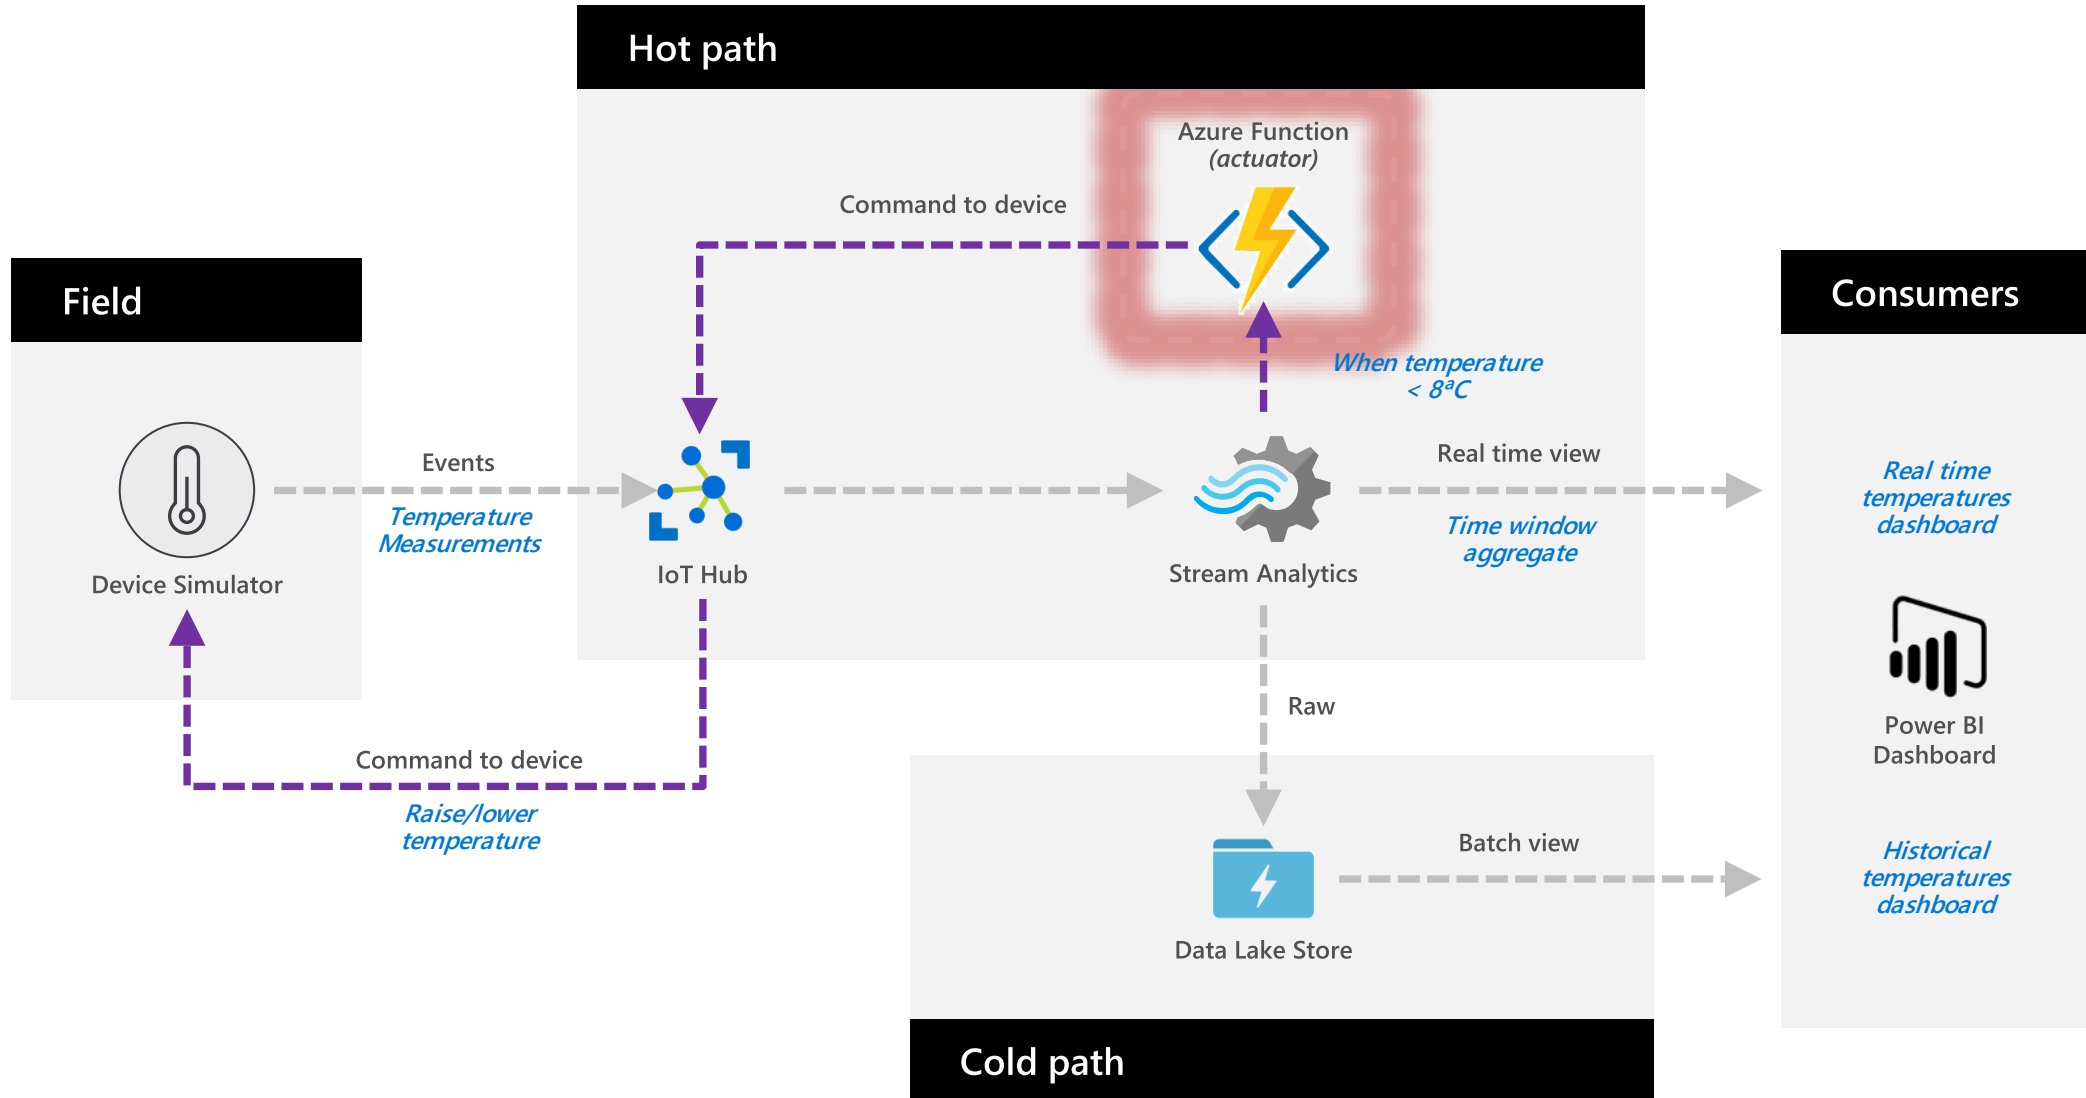 Hot path
Azure Function
(actuator)
Command to device
Field
Consumers
When temperature
< 8ªC
Events
Real time view
Real time
temperatures
dashboard
Temperature
Measurements
Time window
aggregate
Device Simulator
IoT Hub
Stream Analytics
Raw
Power BI
Dashboard
Command to device
Raise/lower
temperature
Batch view
Historical
temperatures
dashboard
Data Lake Store
Cold path